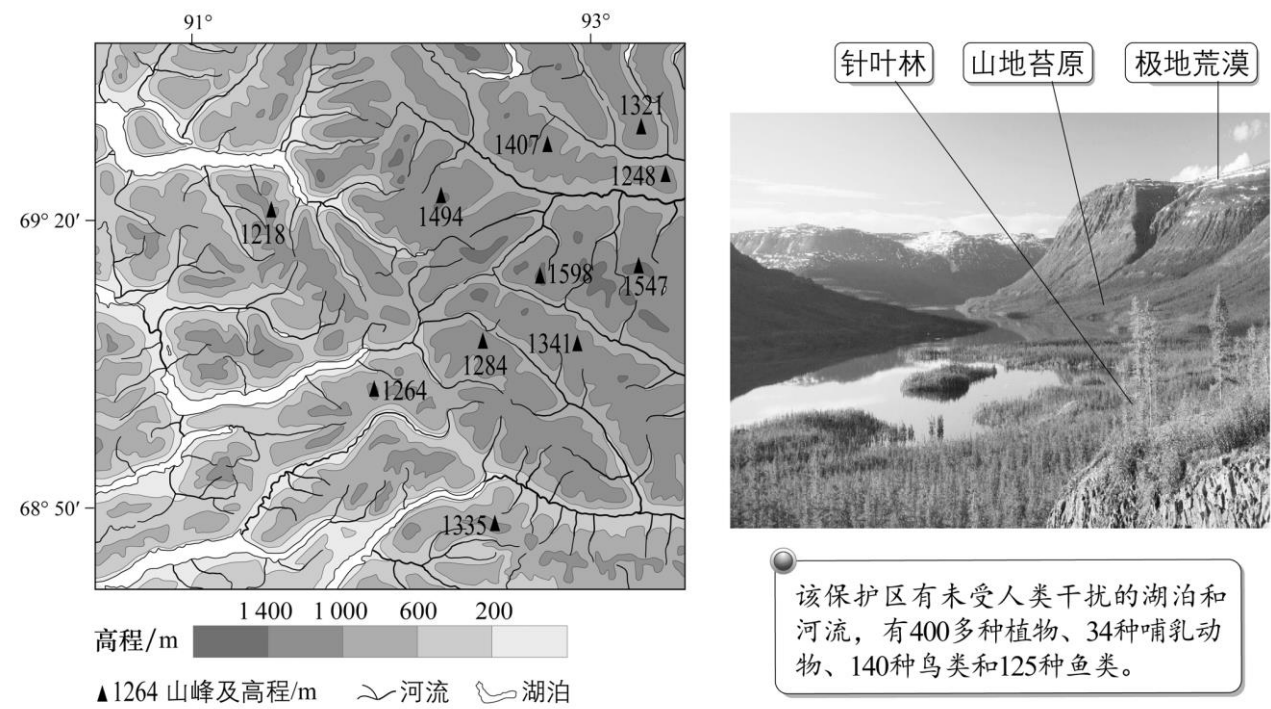 91°
93°
69° 20′
68° 50′
1321
1407
1248
1494
1218
1598
1547
1341
1284
1264
1335
1 400 1 000 600 200
高程/m
▲1264 山峰及高程/m 河流 湖泊
针叶林 山地苔原 极地荒漠
该保护区有未受人类干扰的湖泊和
河流，有400多种植物、34种哺乳动
物、140种鸟类和125种鱼类。